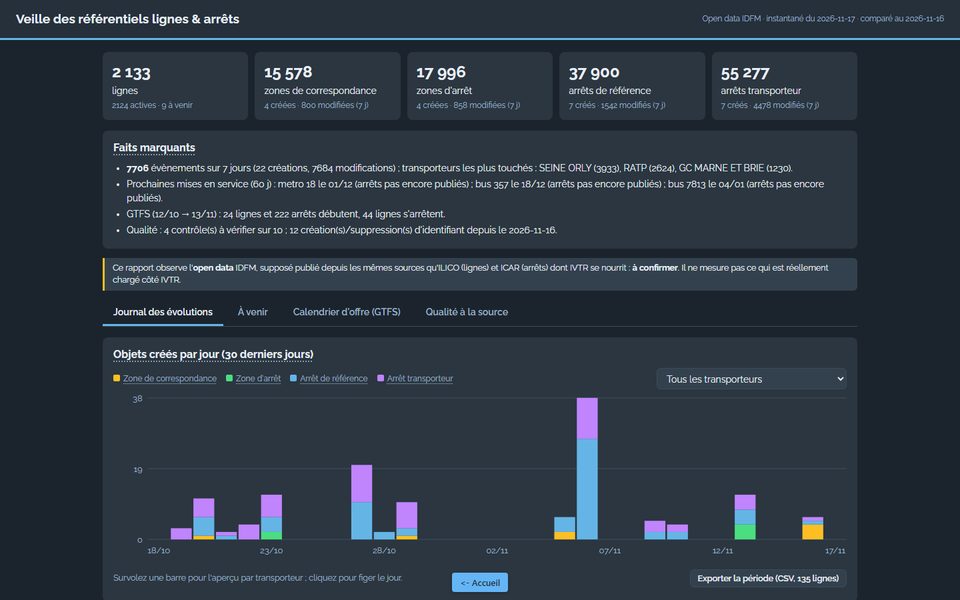 Veille des référentiels lignes & arrêts
Open data IDFM · instantané du 2026-11-17 · comparé au 2026-11-16
2 133
lignes
2124 actives · 9 à venir
15 578
zones de correspondance
4 créées · 800 modifiées (7 j)
17 996
zones d'arrêt
4 créées · 858 modifiées (7 j)
37 900
arrêts de référence
7 créés · 1542 modifiés (7 j)
55 277
arrêts transporteur
7 créés · 4478 modifiés (7 j)
Faits marquants
• 7706 évènements sur 7 jours (22 créations, 7684 modifications) ; transporteurs les plus touchés : SEINE ORLY (3933), RATP (2624), GC MARNE ET BRIE (1230).
• Prochaines mises en service (60 j) : metro 18 le 01/12 (arrêts pas encore publiés) ; bus 357 le 18/12 (arrêts pas encore publiés) ; bus 7813 le 04/01 (arrêts pas encore
publiés).
• GTFS (12/10 → 13/11) : 24 lignes et 222 arrêts débutent, 44 lignes s'arrêtent.
• Qualité : 4 contrôle(s) à vérifier sur 10 ; 12 création(s)/suppression(s) d'identifiant depuis le 2026-11-16.
Ce rapport observe l'open data IDFM, supposé publié depuis les mêmes sources qu'ILICO (lignes) et ICAR (arrêts) dont IVTR se nourrit : à confirmer. Il ne mesure pas ce qui est réellement
chargé côté IVTR.
Journal des évolutions
À venir
Calendrier d'offre (GTFS)
Qualité à la source
Objets créés par jour (30 derniers jours)
Zone de correspondance
Zone d'arrêt
Arrêt de référence
Arrêt transporteur
Tous les transporteurs
38
19
0
18/10
23/10
28/10
02/11
07/11
12/11
17/11
Survolez une barre pour l'aperçu par transporteur ; cliquez pour figer le jour.
<- Accueil
Exporter la période (CSV, 135 lignes)